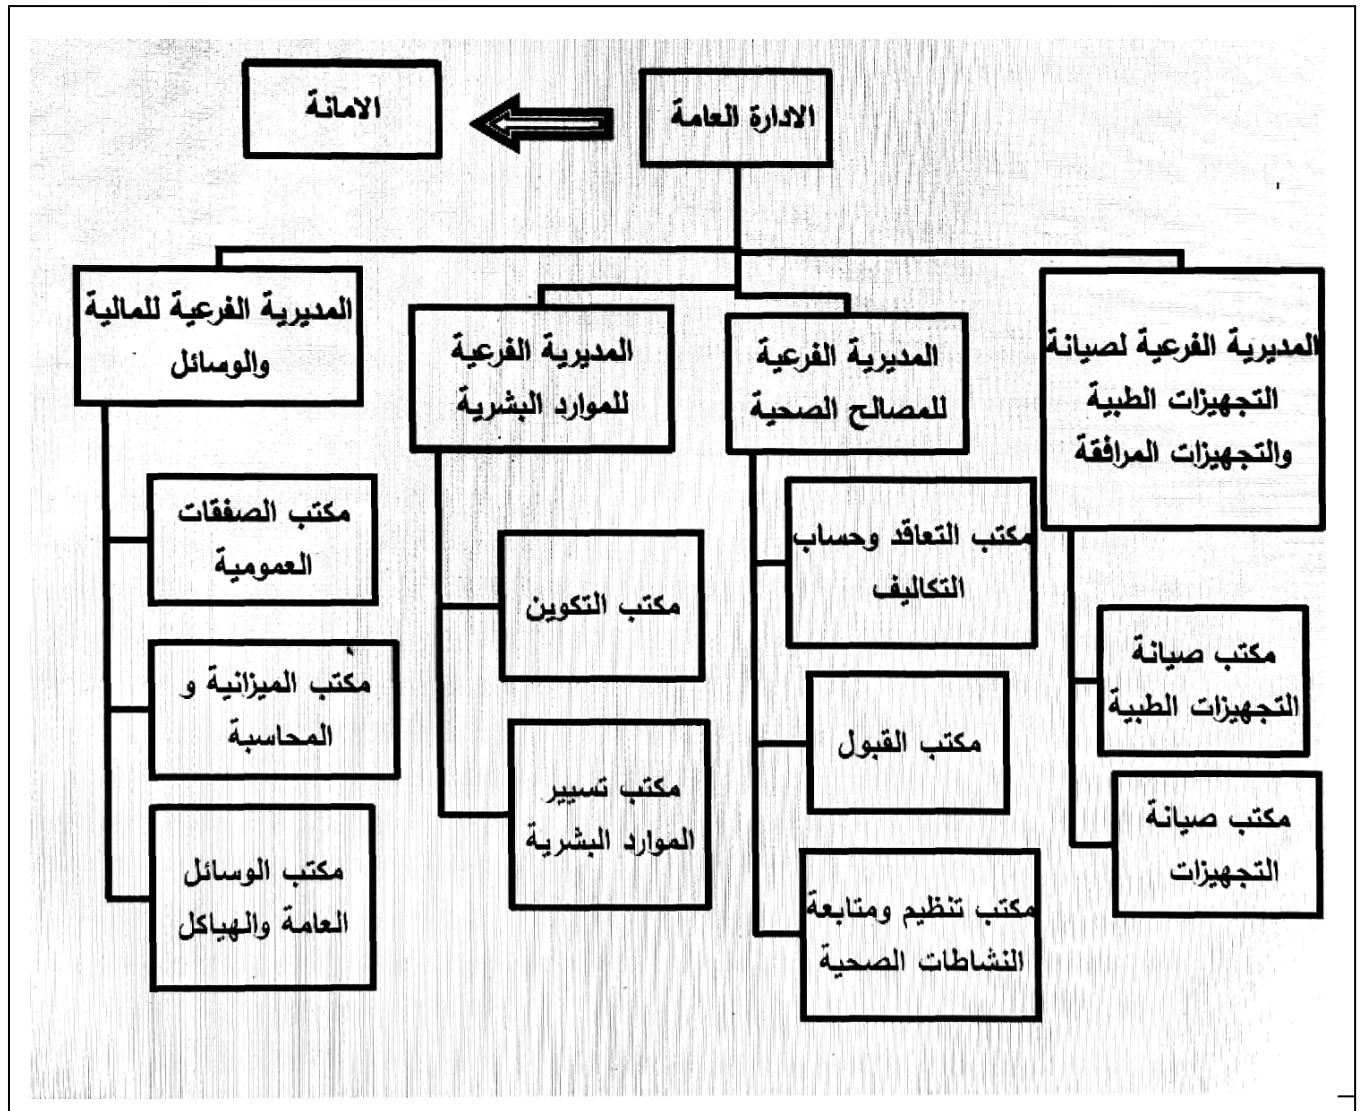 الادارة العامة
الامانة
المديرية الفرعية لصيانة
التجهيزات الطبية
والتجهيزات المرافقة
مكتب صيانة
التجهيزات الطبية
مكتب صيانة
التجهيزات
المديرية الفرعية
للمصالح الصحية
مكتب التعاقد وحساب
التكاليف
مكتب القبول
مكتب تنظيم ومتابعة
النشاطات الصحية
المديرية الفرعية
للموارد البشرية
مكتب التكوين
مكتب تسيير
الموارد البشرية
المديرية الفرعية للمالية
والوسائل
مكتب الصفقات
العمومية
مكتب الميزانية و
المحاسبة
مكتب الوسائل
العامة والهياكل